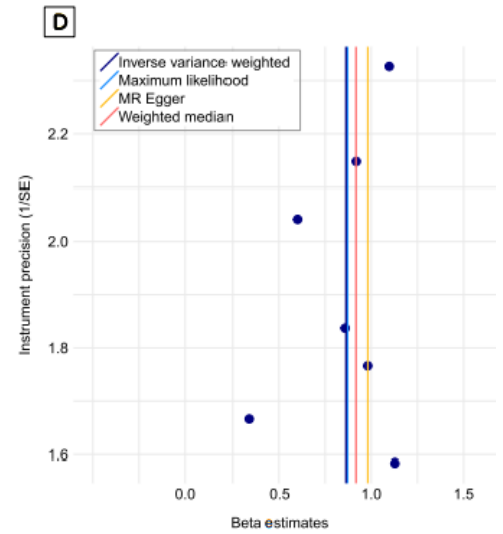 D
Inverse variance weighted
Maximum likelihood
MR Egger
Weighted median
Instrument precision (1/SE)
2.2
2.0
1.8
1.6
0.0 0.5 1.0 1.5
Beta estimates